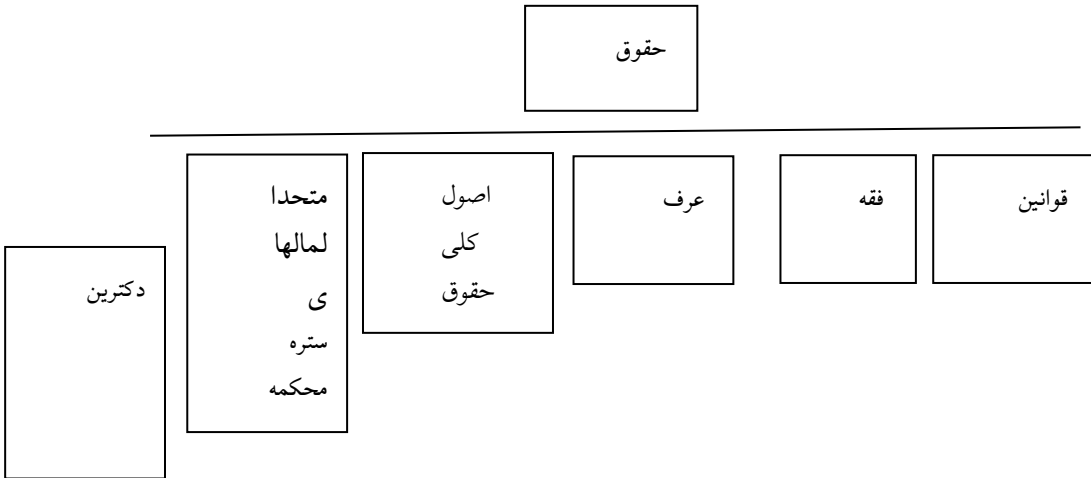 حقوق
قوانین
فقه
عرف
اصول
کلی
حقوق
متحدا
لمالها
ی
ستره
محکمه
دکترین